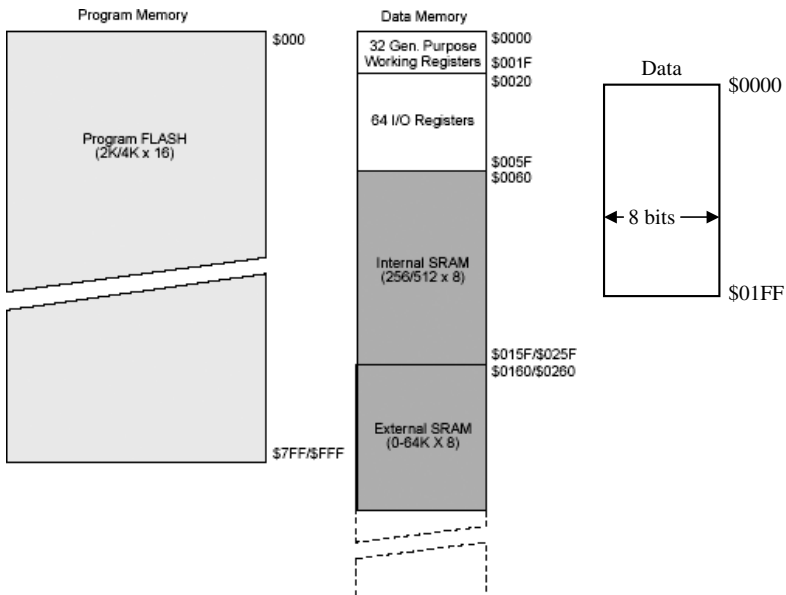 Program Memory
$000
Program FLASH
(2K/4K x 16)
$7FF/$FFF
Data Memory
$0000
32 Gen. Purpose
Working Registers
$001F
$0020
64 I/O Registers
$005F
$0060
Internal SRAM
(256/512 x 8)
$015F/$025F
$0160/$0260
External SRAM
(0-64K X 8)
Data
$0000
8 bits
$01FF